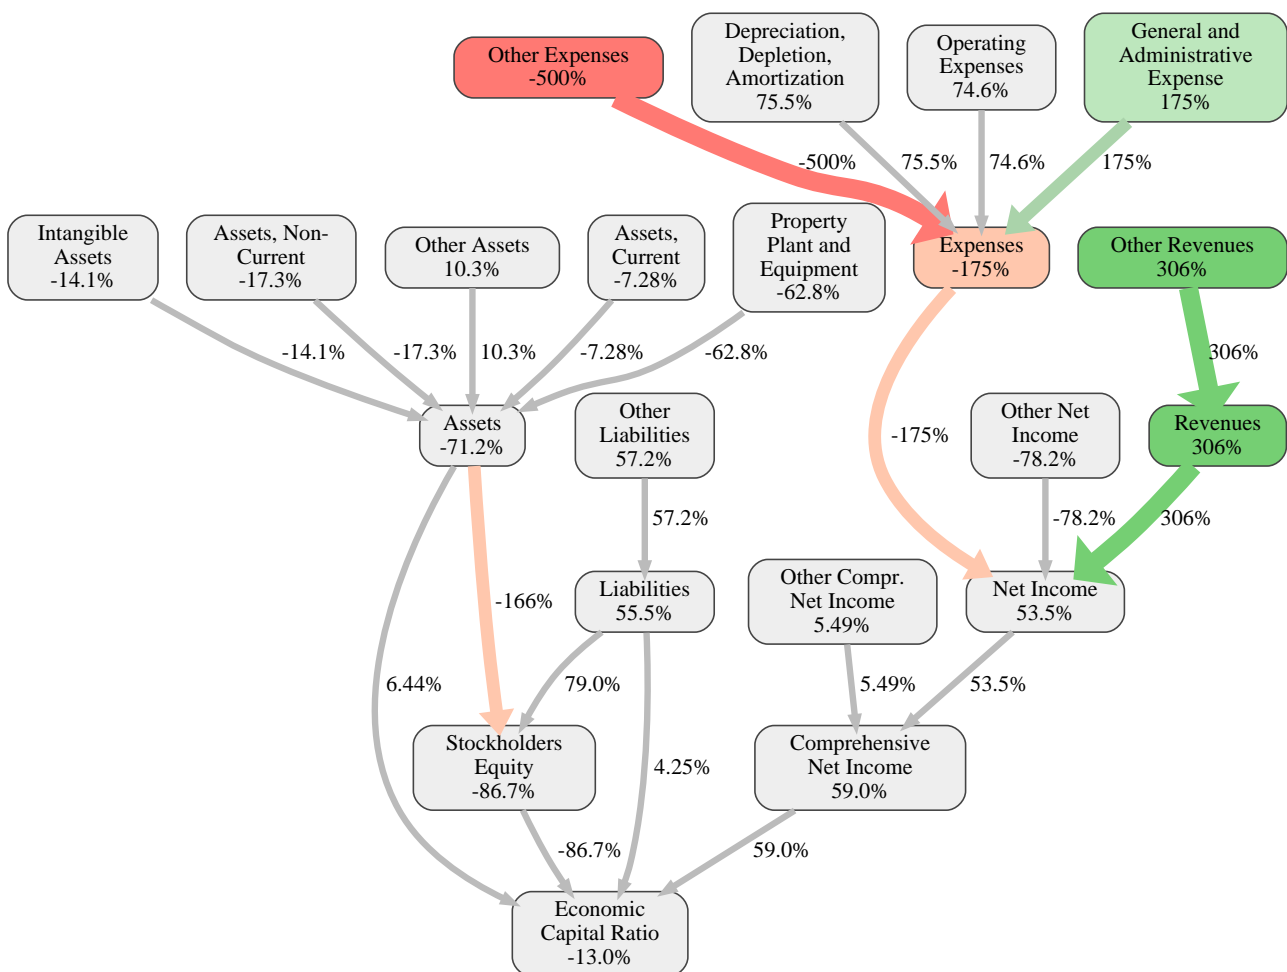 Other Expenses
-500%
Depreciation,
Depletion,
Amortization
75.5%
Operating
Expenses
74.6%
General and
Administrative
Expense
175%
-500%
75.5%
74.6%
175%
Intangible
Assets
-14.1%
Assets, Non-
Current
-17.3%
Other Assets
10.3%
Assets,
Current
-7.28%
Property
Plant and
Equipment
-62.8%
Expenses
-175%
Other Revenues
306%
-14.1%
-17.3%
10.3%
-7.28%
-62.8%
306%
Assets
-71.2%
Other
Liabilities
57.2%
-175%
Other Net
Income
-78.2%
Revenues
306%
57.2%
-78.2%
306%
Liabilities
55.5%
Other Compr.
Net Income
5.49%
Net Income
53.5%
-166%
6.44%
79.0%
5.49%
53.5%
Stockholders
Equity
-86.7%
4.25%
Comprehensive
Net Income
59.0%
-86.7%
59.0%
Economic
Capital Ratio
-13.0%